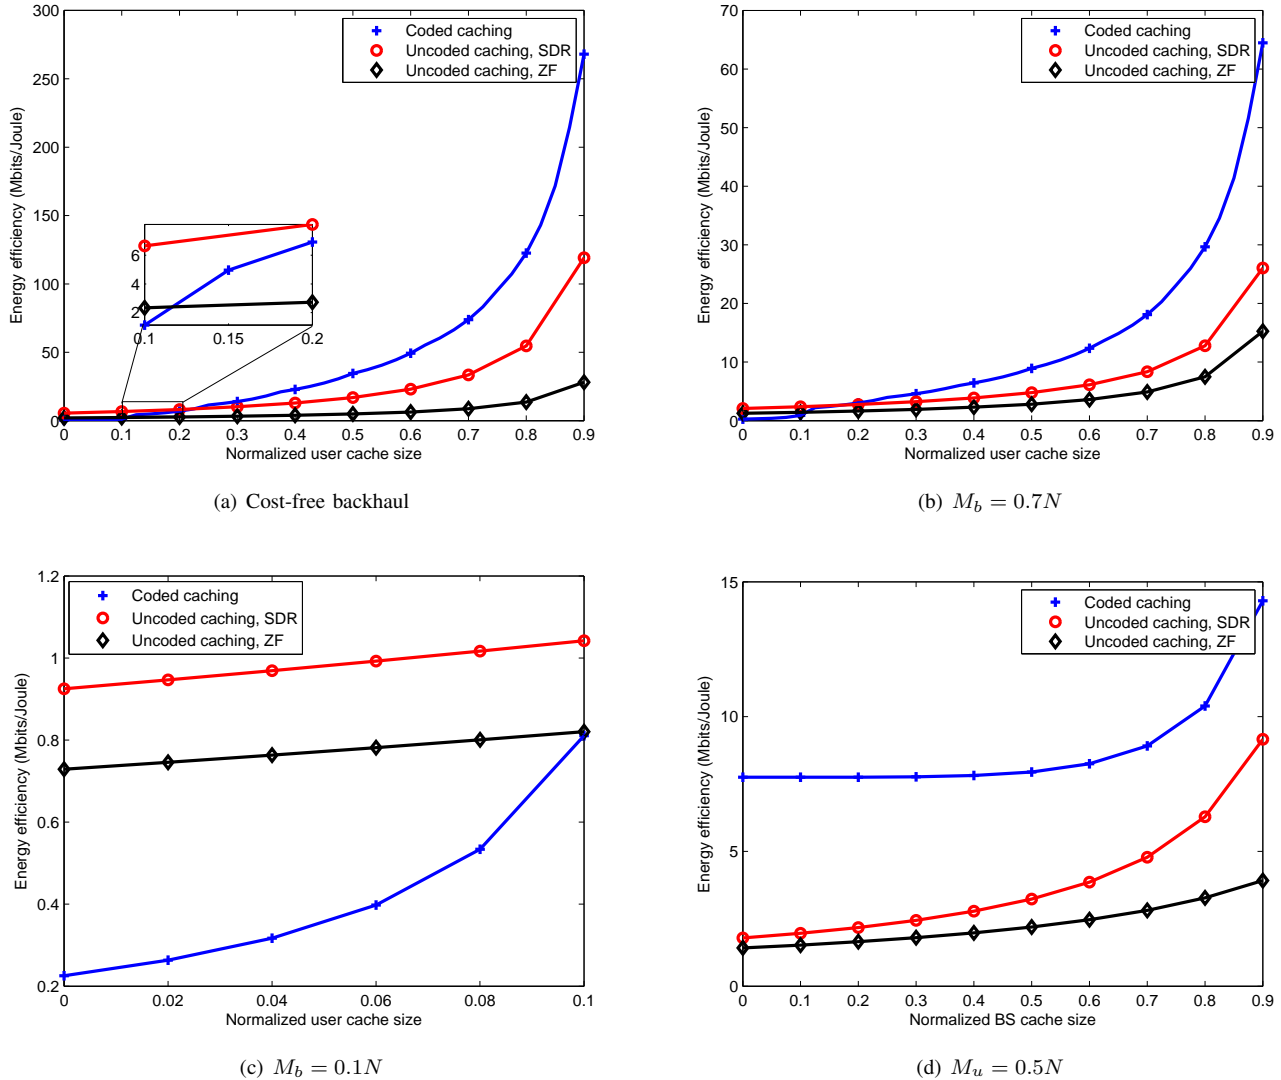 300
250
200
150
100
50
0
Energy efficiency (Mbits/Joule)
Coded caching
Uncoded caching, SDR
Uncoded caching, ZF
6
4
2
0.1 0.15 0.2
0 0.1 0.2 0.3 0.4 0.5 0.6 0.7 0.8 0.9
Normalized user cache size
(a) Cost-free backhaul
70
60
50
40
30
20
10
0
Energy efficiency (Mbits/Joule)
Coded caching
Uncoded caching, SDR
Uncoded caching, ZF
0 0.1 0.2 0.3 0.4 0.5 0.6 0.7 0.8 0.9
Normalized user cache size
(b) M_b = 0.7N
1.2
1
0.8
0.6
0.4
0.2
Energy efficiency (Mbits/Joule)
Coded caching
Uncoded caching, SDR
Uncoded caching, ZF
0 0.02 0.04 0.06 0.08 0.1
Normalized user cache size
(c) M_b = 0.1N
15
10
5
0
Energy efficiency (Mbits/Joule)
Coded caching
Uncoded caching, SDR
Uncoded caching, ZF
0 0.1 0.2 0.3 0.4 0.5 0.6 0.7 0.8 0.9
Normalized BS cache size
(d) M_u = 0.5N